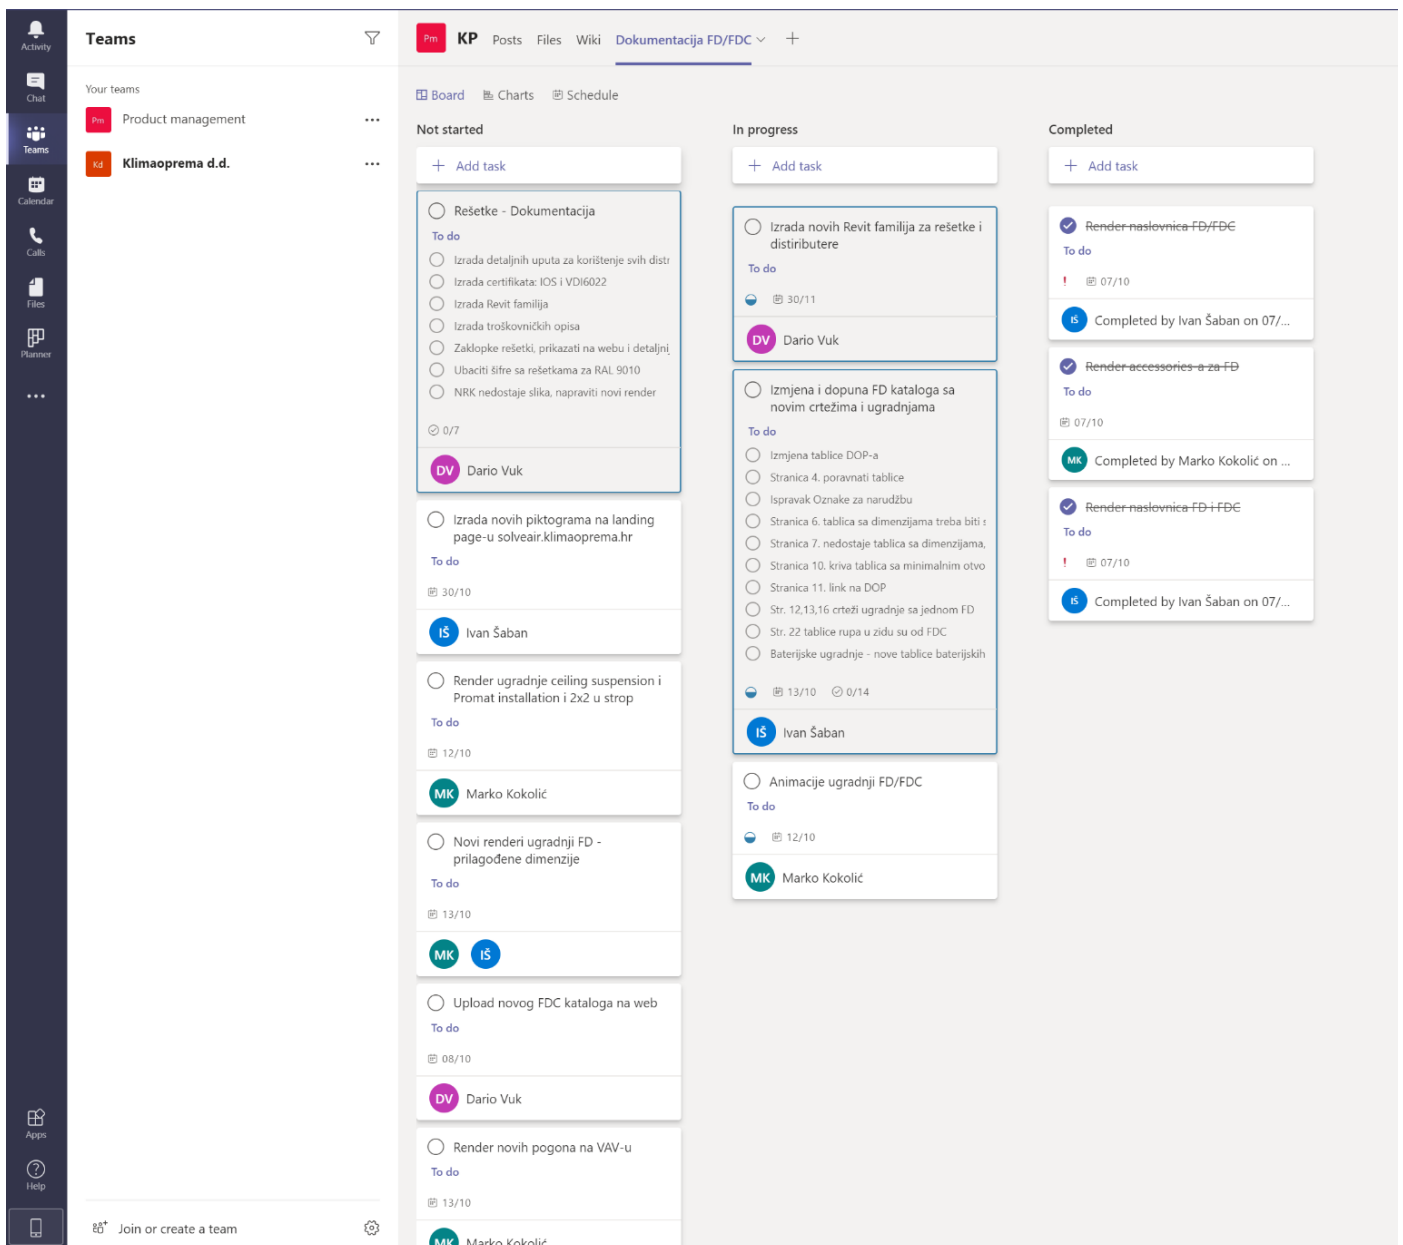 Activity
Chat
Teams
Calendar
Calls
Files
Planner
Apps
Help
Teams
Your teams
Pm Product management
Kd Klimaoprema d.d.
Join or create a team
Pm KP Posts Files Wiki Dokumentacija FD/FDC
Board Charts Schedule
Not started
Add task
Rešetke - Dokumentacija
To do
Izrada detaljnih uputa za korištenje svih distr
Izrada certifikata: IOS i VDI6022
Izrada Revit familija
Izrada troškovničkih opisa
Zaklopke rešetki, prikazati na webu i detaljnij
Ubaciti šifre sa rešetkama za RAL 9010
NRK nedostaje slika, napraviti novi render
0/7
DV Dario Vuk
Izrada novih piktograma na landing
page-u solveair.klimaoprema.hr
To do
30/10
IŠ Ivan Šaban
Render ugradnje ceiling suspension i
Promat installation i 2x2 u strop
To do
12/10
MK Marko Kokolić
Novi renderi ugradnji FD -
prilagođene dimenzije
To do
13/10
MK IŠ
Upload novog FDC kataloga na web
To do
08/10
DV Dario Vuk
Render novih pogona na VAV-u
To do
13/10
MK Marko Kokolić
In progress
Add task
Izrada novih Revit familija za rešetke i
distiributere
To do
30/11
DV Dario Vuk
Izmjena i dopuna FD kataloga sa
novim crtežima i ugradnjama
To do
Izmjena tablice DOP-a
Stranica 4. poravnati tablice
Ispravak Oznake za narudžbu
Stranica 6. tablica sa dimenzijama treba biti s
Stranica 7. nedostaje tablica sa dimenzijama,
Stranica 10. kriva tablica sa minimalnim otvo
Stranica 11. link na DOP
Str. 12,13,16 crteži ugradnje sa jednom FD
Str. 22 tablice rupa u zidu su od FDC
Baterijske ugradnje - nove tablice baterijskih
13/10 0/14
IŠ Ivan Šaban
Animacije ugradnji FD/FDC
To do
12/10
MK Marko Kokolić
Completed
Add task
Render naslovnica FD/FDC
To do
! 07/10
IŠ Completed by Ivan Šaban on 07/...
Render accessories-a za FD
To do
07/10
MK Completed by Marko Kokolić on ...
Render naslovnica FD i FDC
To do
! 07/10
IŠ Completed by Ivan Šaban on 07/...